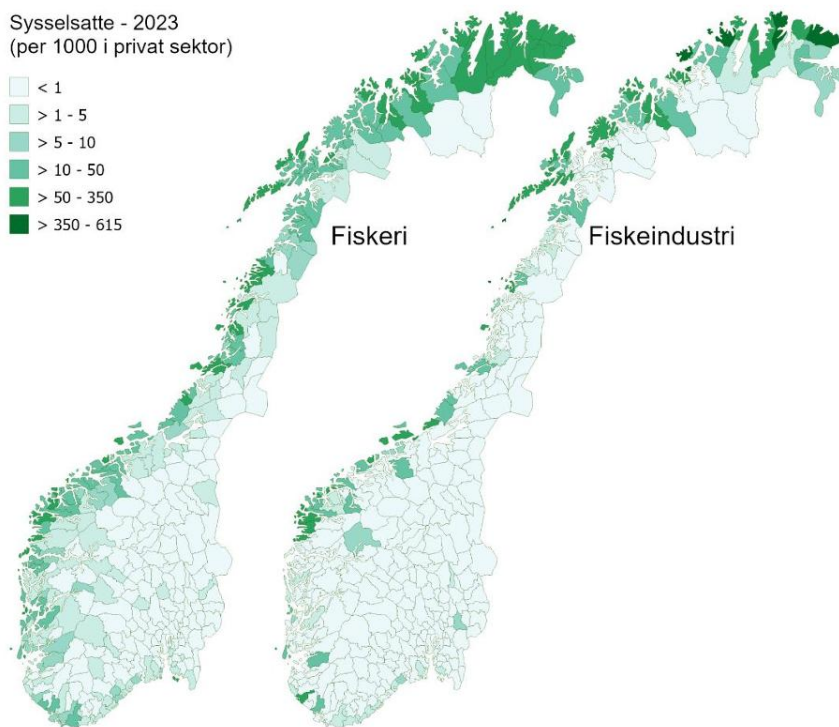 Sysselsatte - 2023
(per 1000 i privat sektor)
< 1
> 1 - 5
> 5 - 10
> 10 - 50
> 50 - 350
> 350 - 615
Fiskeri
Fiskeindustri